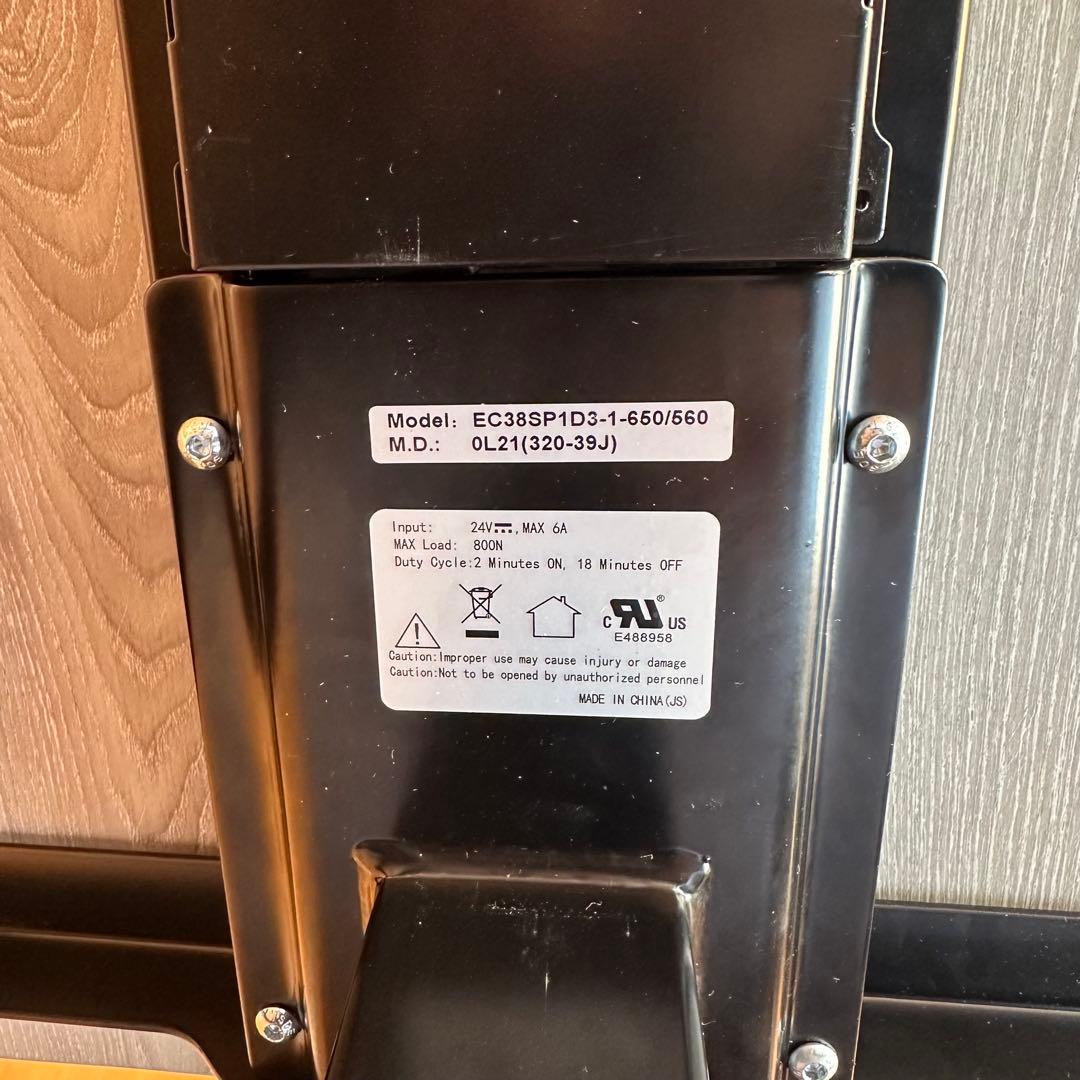 Model: EC38SP1D3-1-650/560
M.D.: 0L21(320-39J)
Input: 24V⎓, MAX 6A
MAX Load: 800N
Duty Cycle:2 Minutes ON, 18 Minutes OFF
c RU ® US
E488958
Caution:Improper use may cause injury or damage
Caution:Not to be opened by unauthorized personnel
MADE IN CHINA(JS)